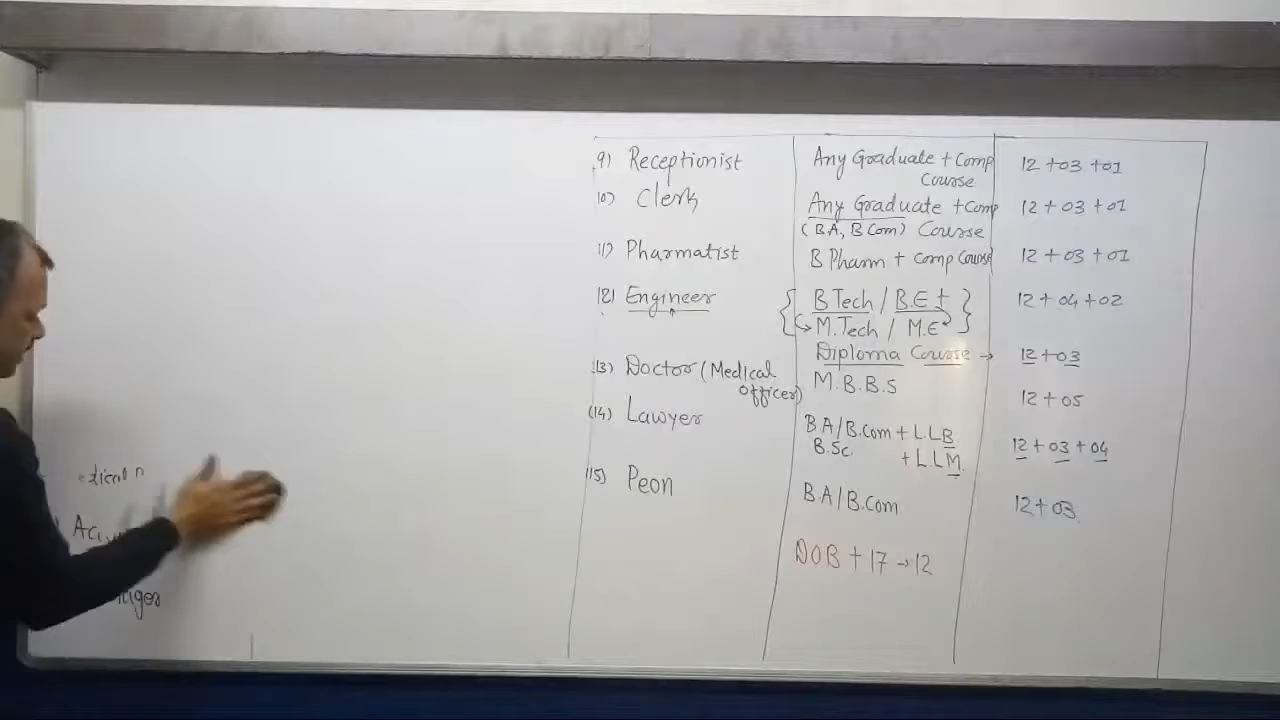 9) Receptionist Any Graduate + Comp 12 +03 +01
Course
10) Clerk Any Graduate + Comp 12 + 03 + 01
(BA, B Com) Course
11) Pharmatist B Pharm + Comp Course 12 + 03 + 01
12) Engineer { B Tech / B.E + } 12 + 04 + 02
M.Tech / M.E
Diploma Course → 12 + 03
13) Doctor (Medical M.B.B.S 12 + 05
Officer)
(14) Lawyer BA/B.Com + LLB 12 + 03 + 04
B.Sc. + LLM
15) Peon B.A/B.Com 12 + 03
DOB + 17 → 12